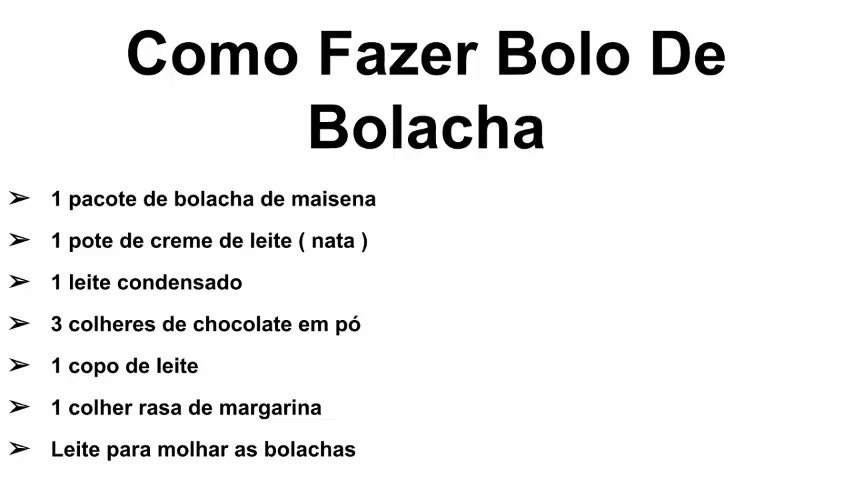 Como Fazer Bolo De
Bolacha
➢ 1 pacote de bolacha de maisena
➢ 1 pote de creme de leite ( nata )
➢ 1 leite condensado
➢ 3 colheres de chocolate em pó
➢ 1 copo de leite
➢ 1 colher rasa de margarina
➢ Leite para molhar as bolachas